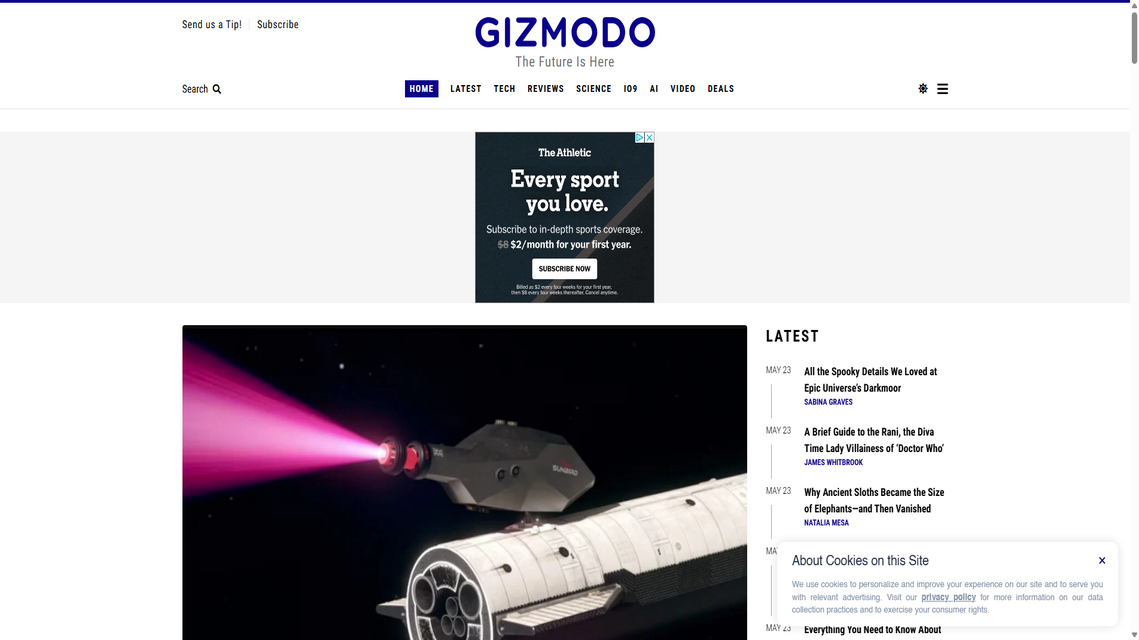 Send us a Tip!
Subscribe
GIZMODO
The Future Is Here
Search
HOME
LATEST
TECH
REVIEWS
SCIENCE
IO9
AI
VIDEO
DEALS
The Athletic
Every sport
you love.
Subscribe to in-depth sports coverage.
$8 $2/month for your first year.
SUBSCRIBE NOW
Billed as $2 every four weeks for your first year,
then $8 every four weeks thereafter. Cancel anytime.
SUNBIRD
LATEST
MAY 23
All the Spooky Details We Loved at
Epic Universe's Darkmoor
SABINA GRAVES
MAY 23
A Brief Guide to the Rani, the Diva
Time Lady Villainess of 'Doctor Who'
JAMES WHITBROOK
MAY 23
Why Ancient Sloths Became the Size
of Elephants—and Then Vanished
NATALIA MESA
About Cookies on this Site
We use cookies to personalize and improve your experience on our site and to serve you
with relevant advertising. Visit our privacy policy for more information on our data
collection practices and to exercise your consumer rights.
MAY 23
Everything You Need to Know About